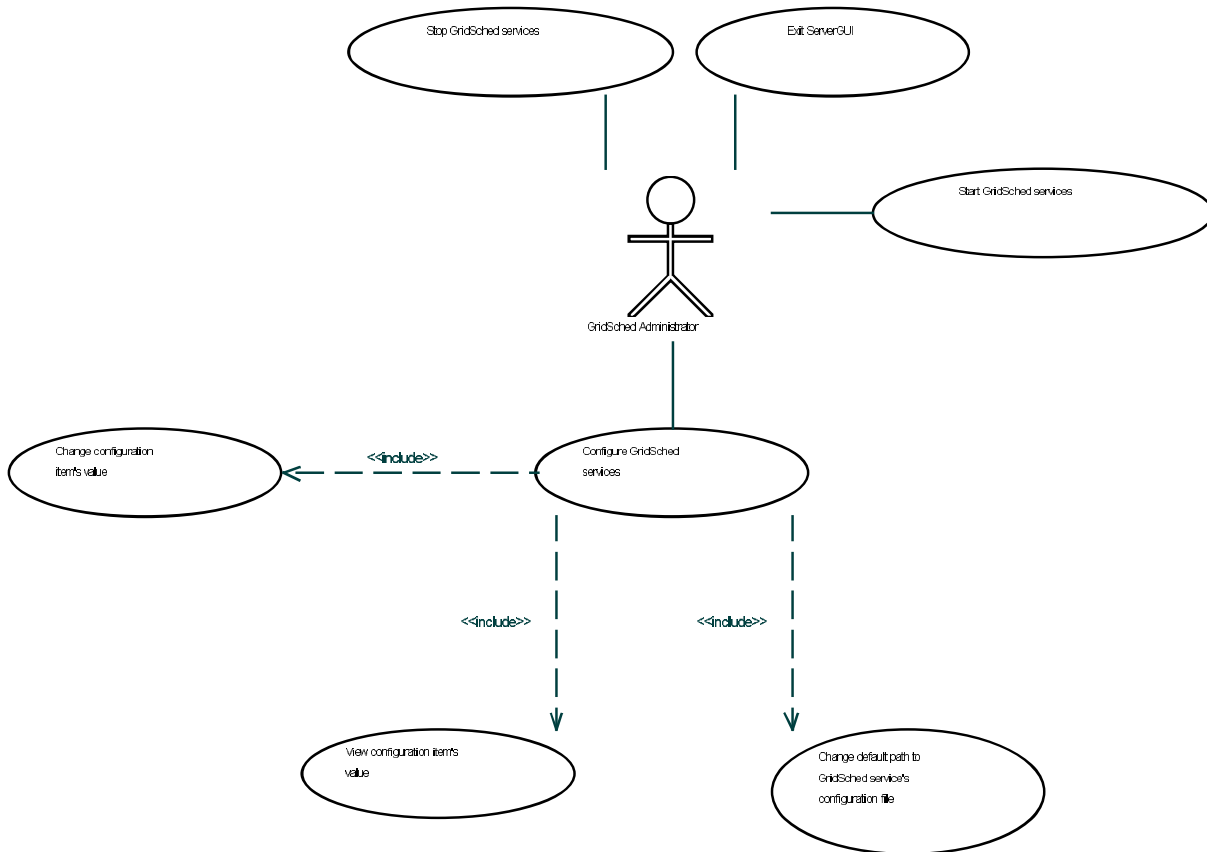 Stop GridSched services
Exit ServerGUI
Start GridSched services
GridSched Administrator
Change configuration
item's value
<<include>>
Configure GridSched
services
<<include>>
<<include>>
View configuration item's
value
Change default path to
GridSched service's
configuration file